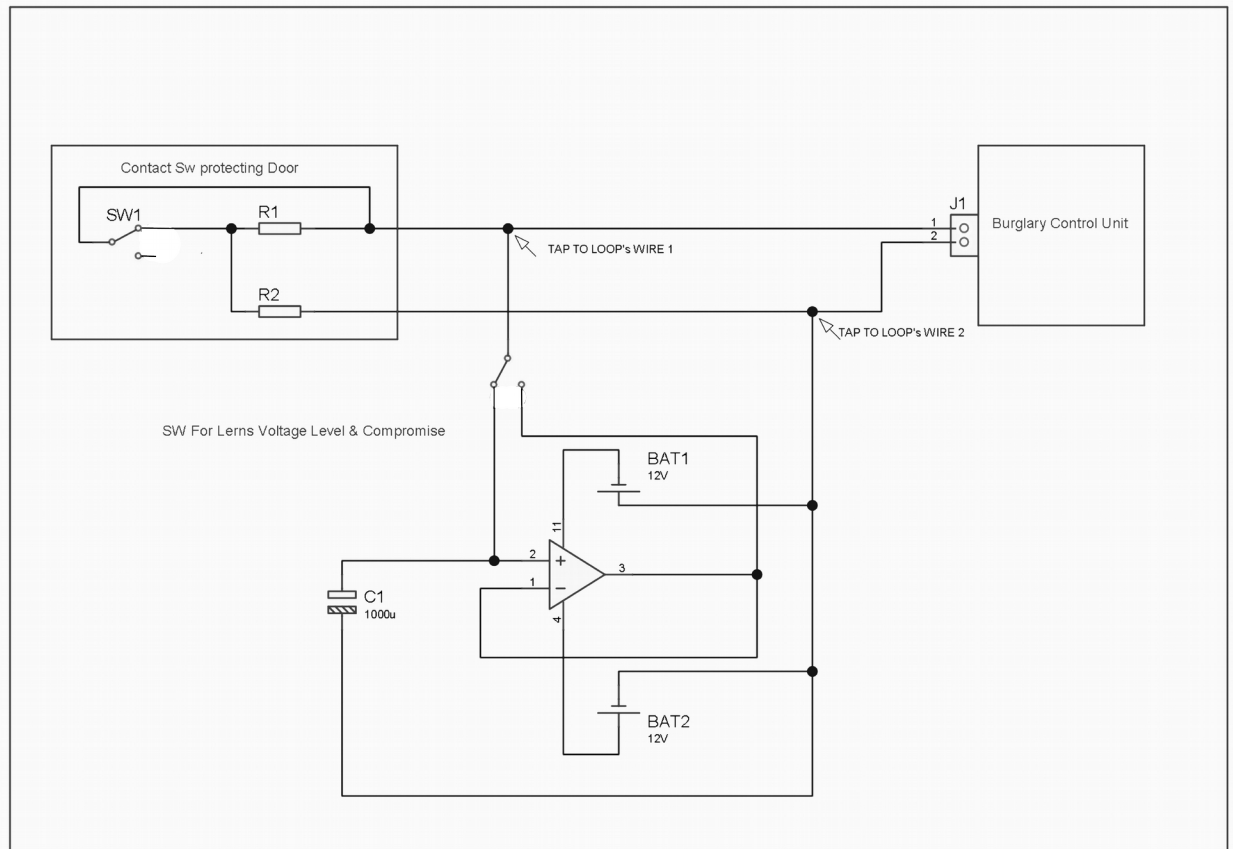 Contact Sw protecting Door
SW1
R1
R2
J1
1
2
Burglary Control Unit
TAP TO LOOP's WIRE 1
TAP TO LOOP's WIRE 2
SW For Lerns Voltage Level & Compromise
BAT1
12V
11
2
+
3
1
−
4
C1
1000u
BAT2
12V